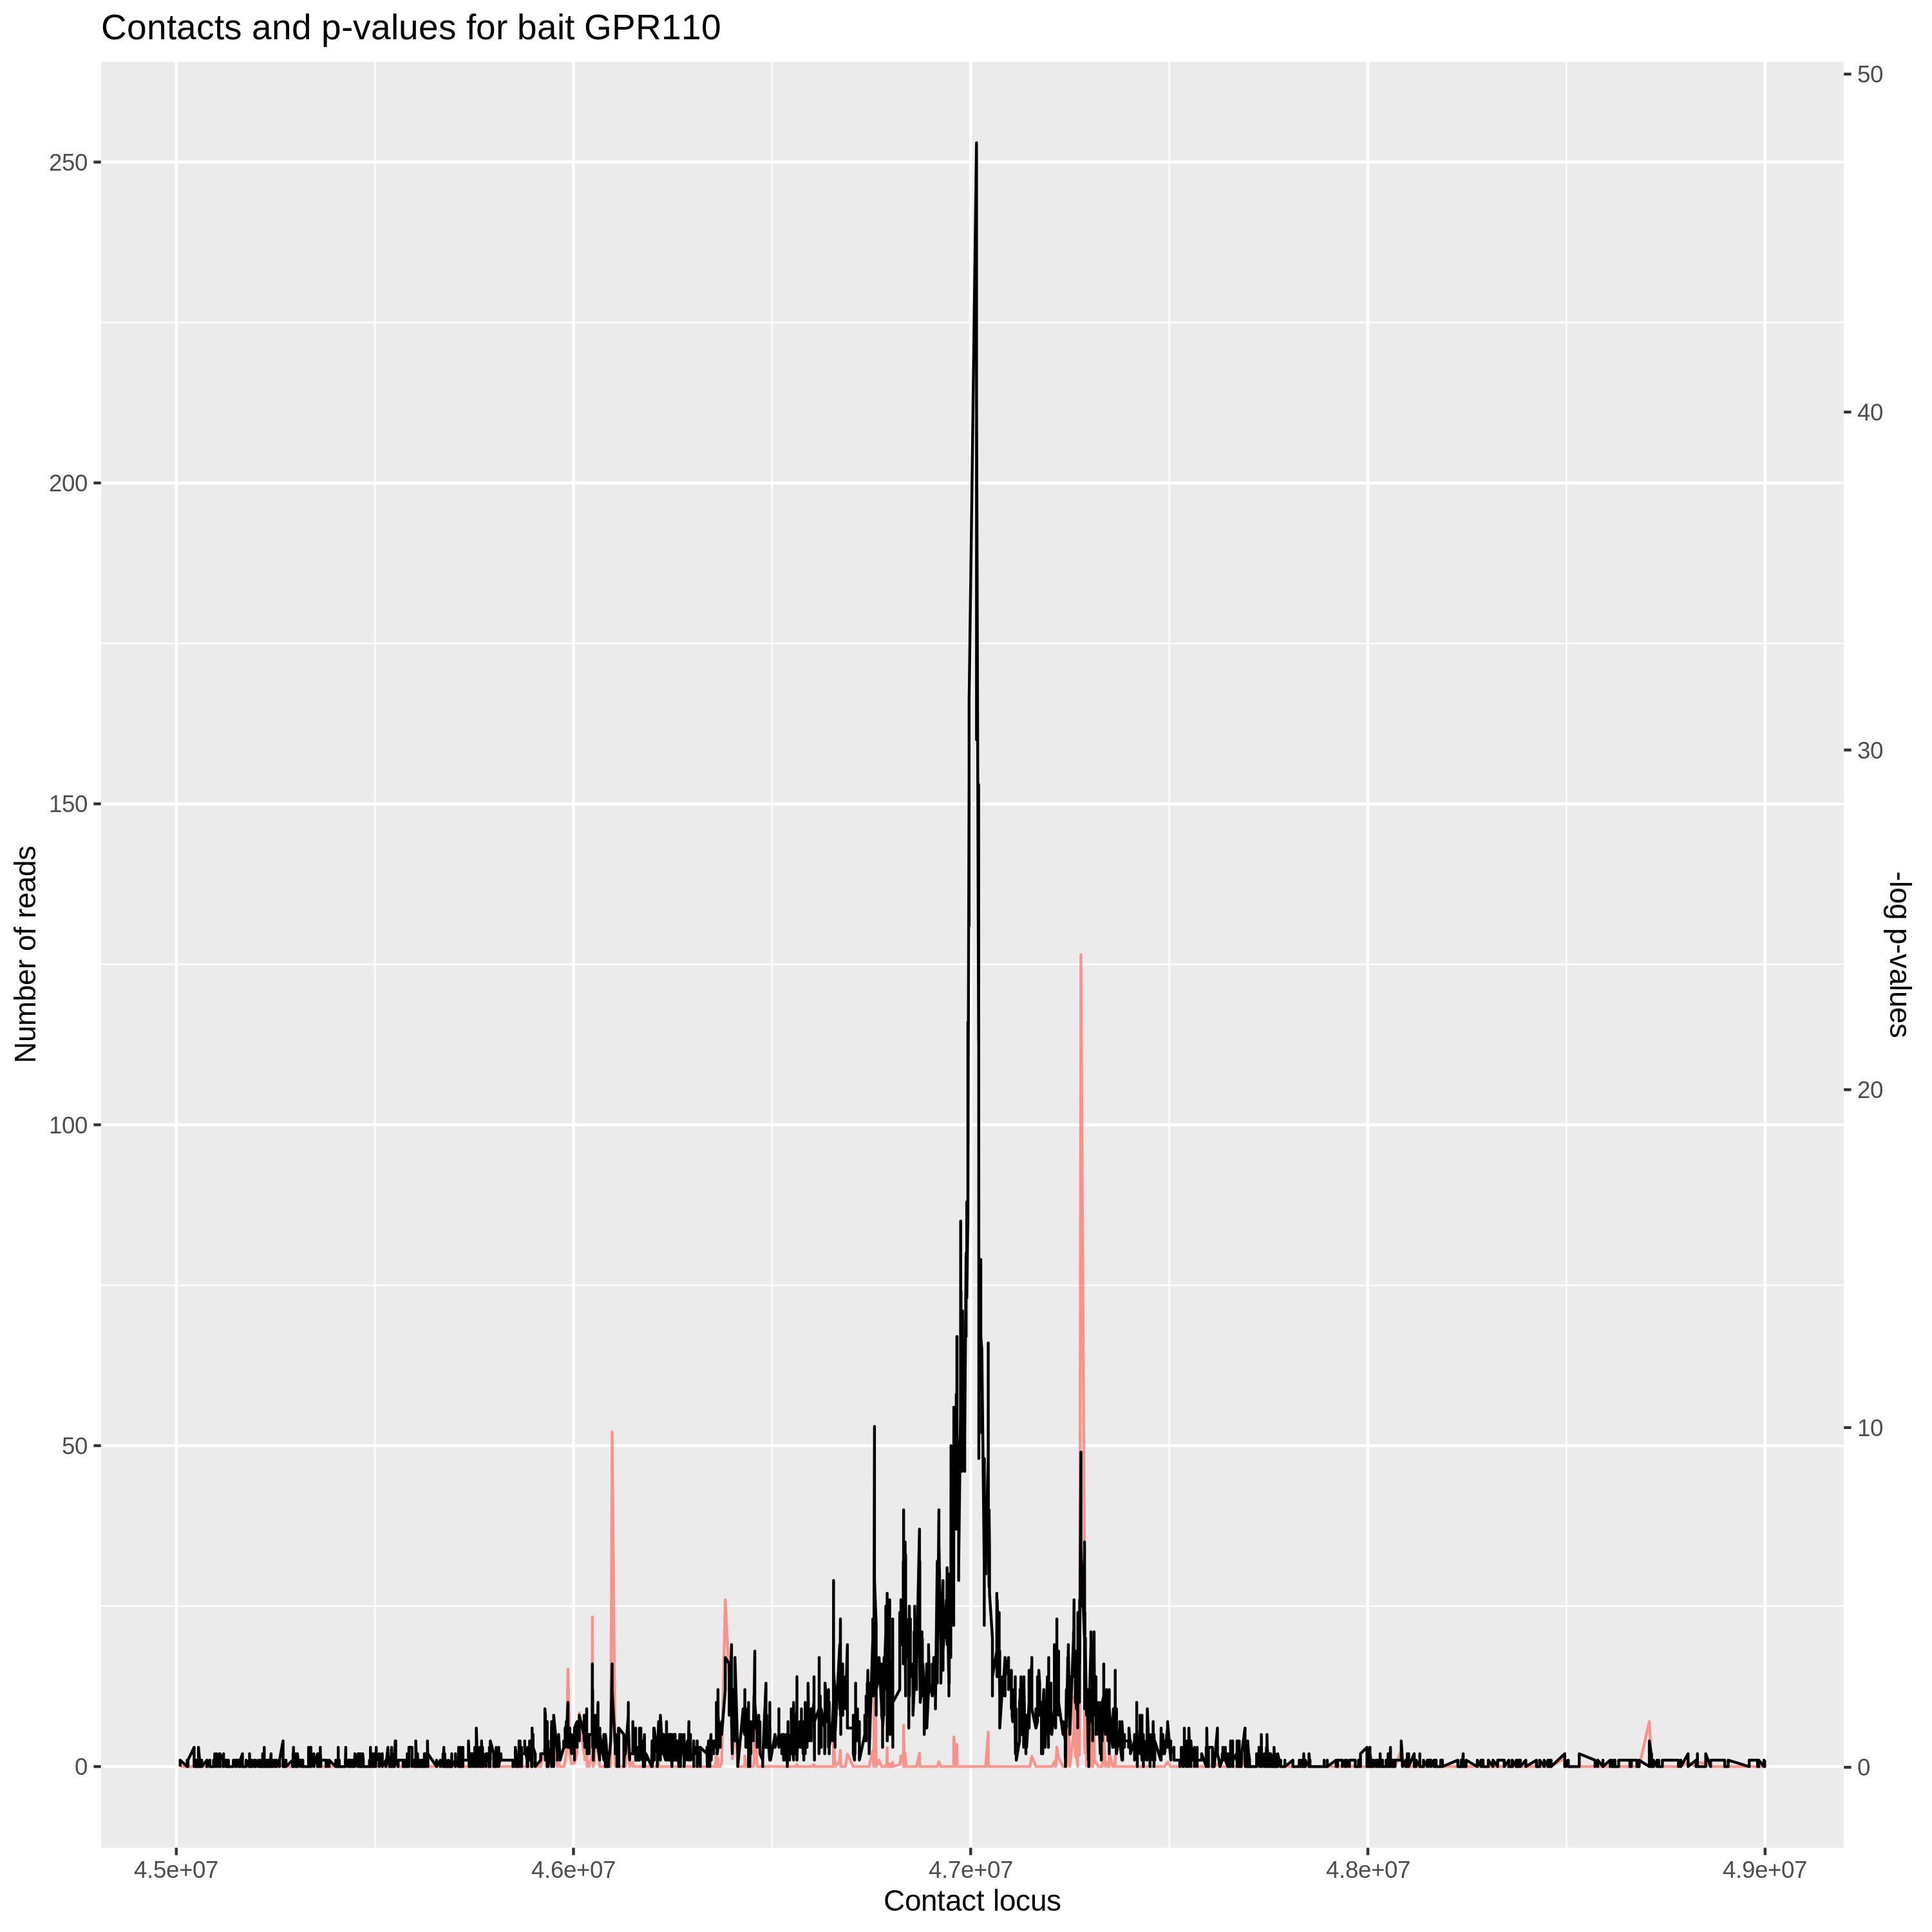 Contacts and p-values for bait GPR110
50
250
40
200
30
150
Number of reads
-log p-values
20
100
10
50
0
0
4.5e+07 4.6e+07 4.7e+07 4.8e+07 4.9e+07
Contact locus